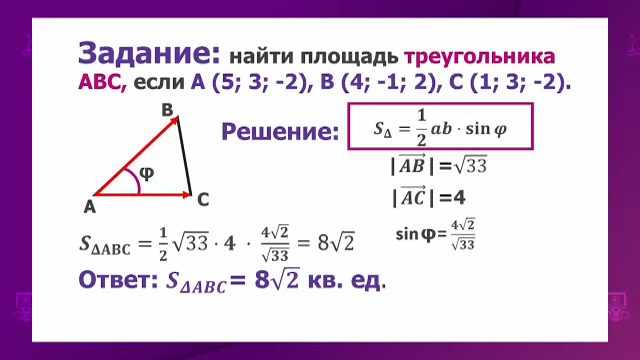 Задание: найти площадь треугольника
ABC, если A (5; 3; -2), B (4; -1; 2), C (1; 3; -2).
B
φ
A
C
Решение:
S_Δ = 1/2 ab · sin φ
|AB→|=√33
|AC→|=4
sin φ= 4√2/√33
S_ΔABC = 1/2 √33 · 4 · 4√2/√33 = 8√2
Ответ: S_ΔABC= 8√2 кв. ед.